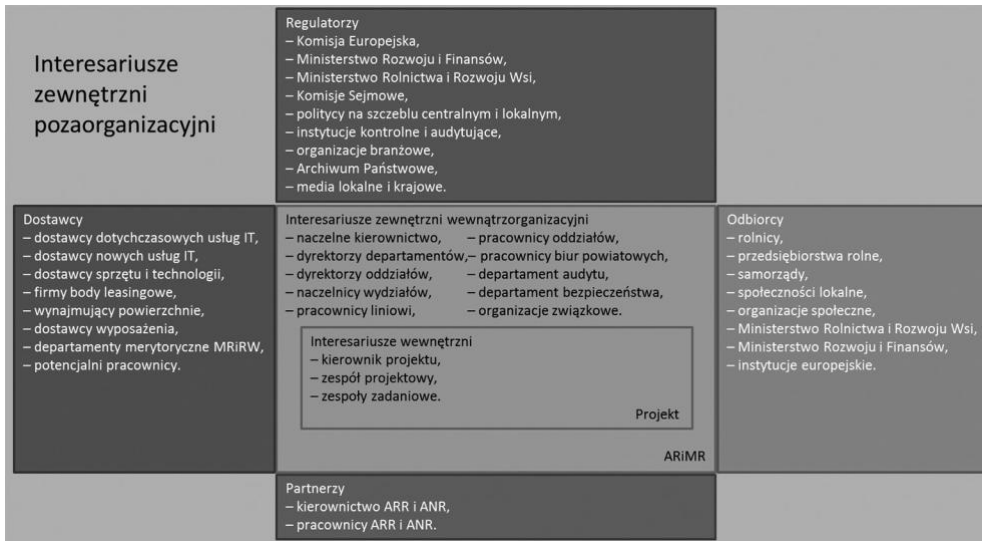 Interesariusze
zewnętrzni
pozaorganizacyjni
Regulatorzy
– Komisja Europejska,
– Ministerstwo Rozwoju i Finansów,
– Ministerstwo Rolnictwa i Rozwoju Wsi,
– Komisje Sejmowe,
– politycy na szczeblu centralnym i lokalnym,
– instytucje kontrolne i audytujące,
– organizacje branżowe,
– Archiwum Państwowe,
– media lokalne i krajowe.
Dostawcy
– dostawcy dotychczasowych usług IT,
– dostawcy nowych usług IT,
– dostawcy sprzętu i technologii,
– firmy body leasingowe,
– wynajmujący powierzchnie,
– dostawcy wyposażenia,
– departamenty merytoryczne MRiRW,
– potencjalni pracownicy.
Interesariusze zewnętrzni wewnątrzorganizacyjni
– naczelne kierownictwo,
– dyrektorzy departamentów,
– dyrektorzy oddziałów,
– naczelnicy wydziałów,
– pracownicy liniowi,
– pracownicy oddziałów,
– pracownicy biur powiatowych,
– departament audytu,
– departament bezpieczeństwa,
– organizacje związkowe.
Interesariusze wewnętrzni
– kierownik projektu,
– zespół projektowy,
– zespoły zadaniowe.
Projekt
ARiMR
Odbiorcy
– rolnicy,
– przedsiębiorstwa rolne,
– samorządy,
– społeczności lokalne,
– organizacje społeczne,
– Ministerstwo Rolnictwa i Rozwoju Wsi,
– Ministerstwo Rozwoju i Finansów,
– instytucje europejskie.
Partnerzy
– kierownictwo ARR i ANR,
– pracownicy ARR i ANR.